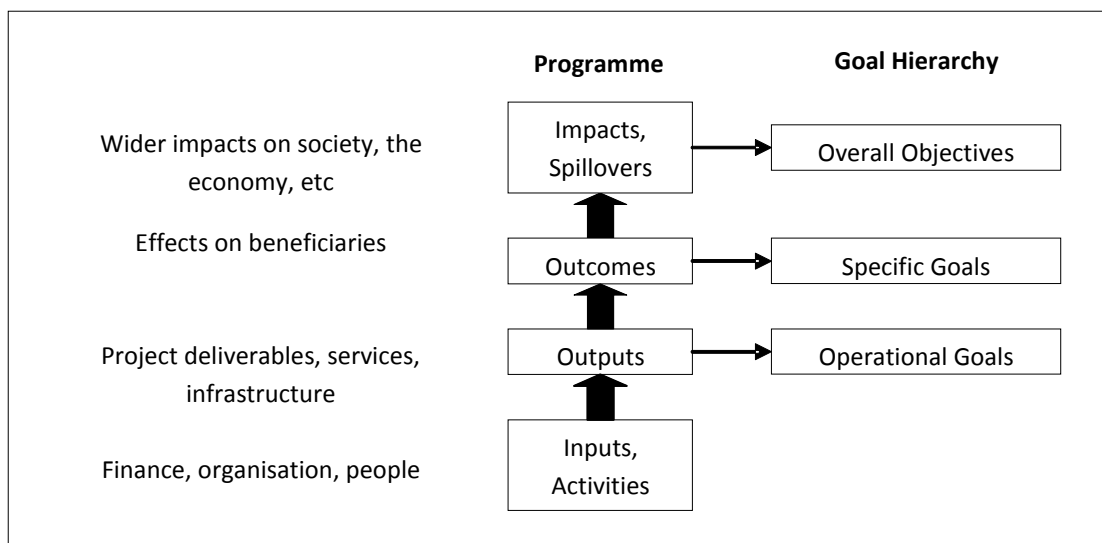 Programme
Goal Hierarchy
Wider impacts on society, the
economy, etc
Impacts,
Spillovers
Overall Objectives
Effects on beneficiaries
Outcomes
Specific Goals
Project deliverables, services,
infrastructure
Outputs
Operational Goals
Finance, organisation, people
Inputs,
Activities